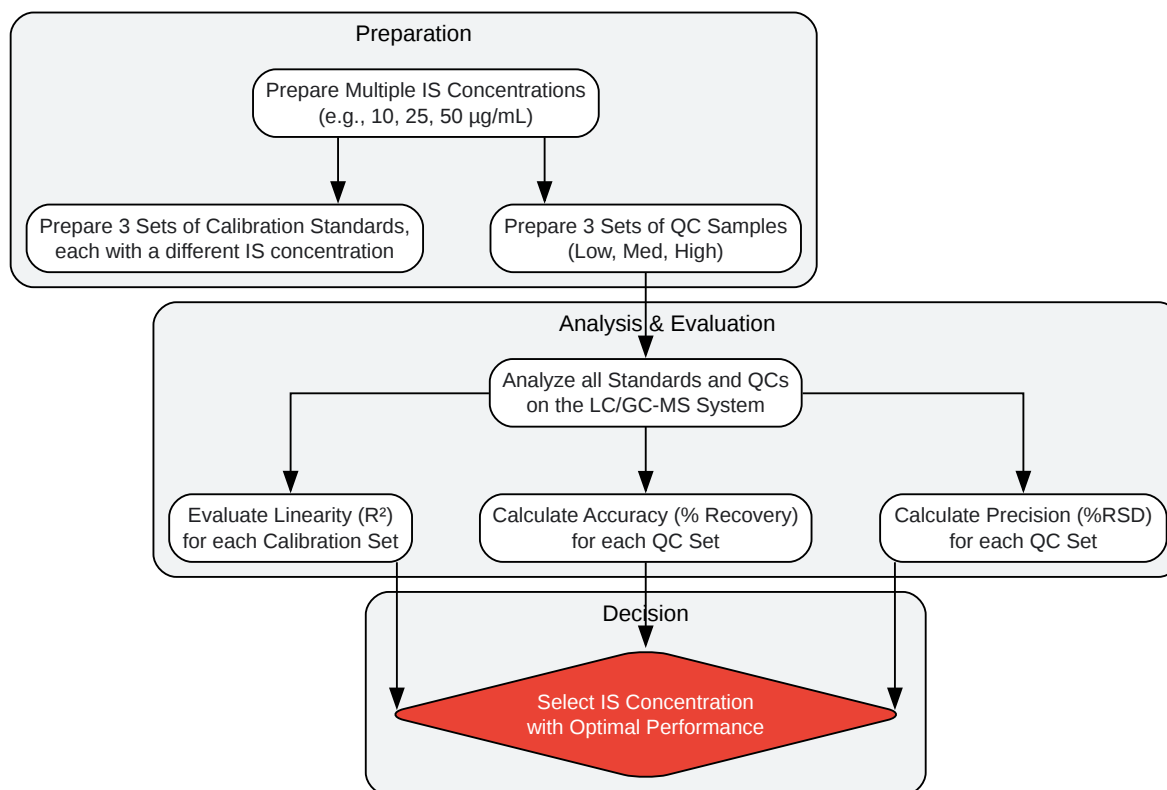 Preparation
Prepare Multiple IS Concentrations
(e.g., 10, 25, 50 µg/mL)
Prepare 3 Sets of Calibration Standards,
each with a different IS concentration
Prepare 3 Sets of QC Samples
(Low, Med, High)
Analysis & Evaluation
Analyze all Standards and QCs
on the LC/GC-MS System
Evaluate Linearity (R²)
for each Calibration Set
Calculate Accuracy (% Recovery)
for each QC Set
Calculate Precision (%RSD)
for each QC Set
Decision
Select IS Concentration
with Optimal Performance